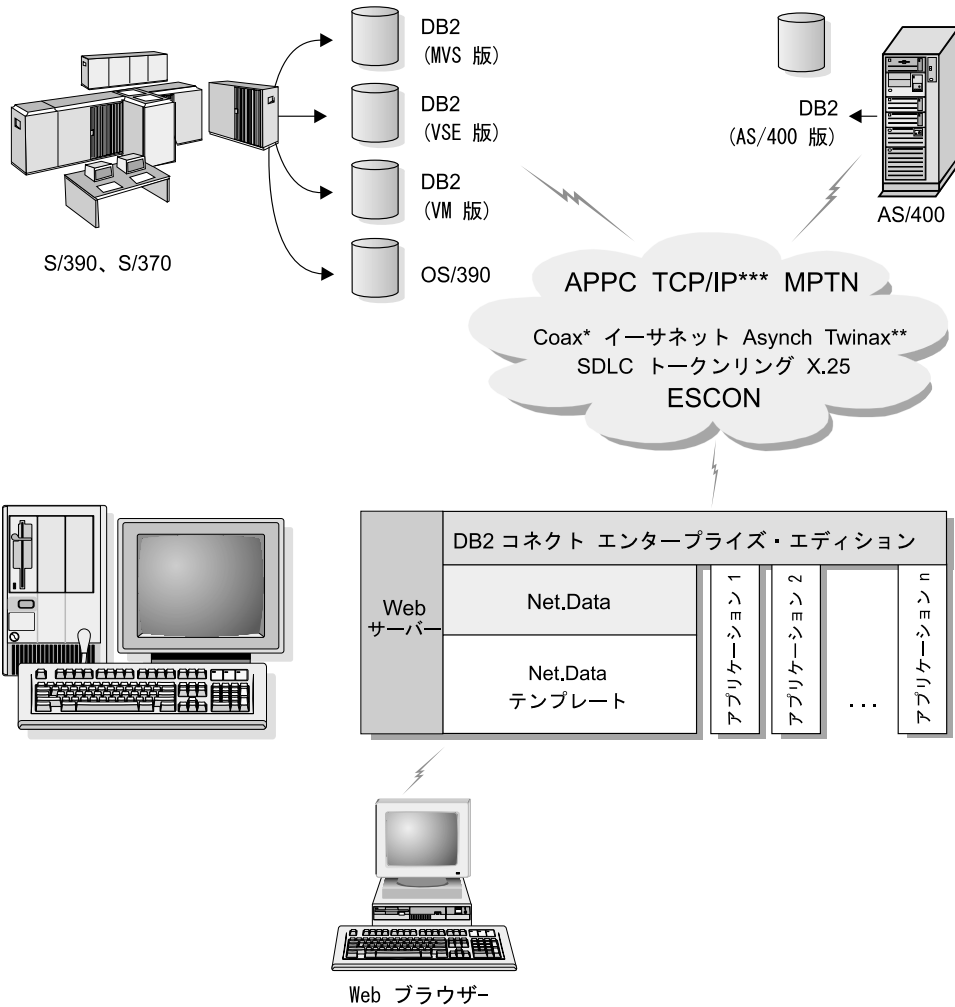 DB2
(MVS 版)
DB2
(VSE 版)
DB2
(VM 版)
OS/390
S/390、S/370
DB2
(AS/400 版)
AS/400
APPC TCP/IP*** MPTN
Coax* イーサネット Asynch Twinax**
SDLC トークンリング X.25
ESCON
DB2 コネクト エンタープライズ・エディション
Web
サーバー
Net.Data
Net.Data
テンプレート
アプリケーション 1
アプリケーション 2
...
アプリケーション n
Web ブラウザー